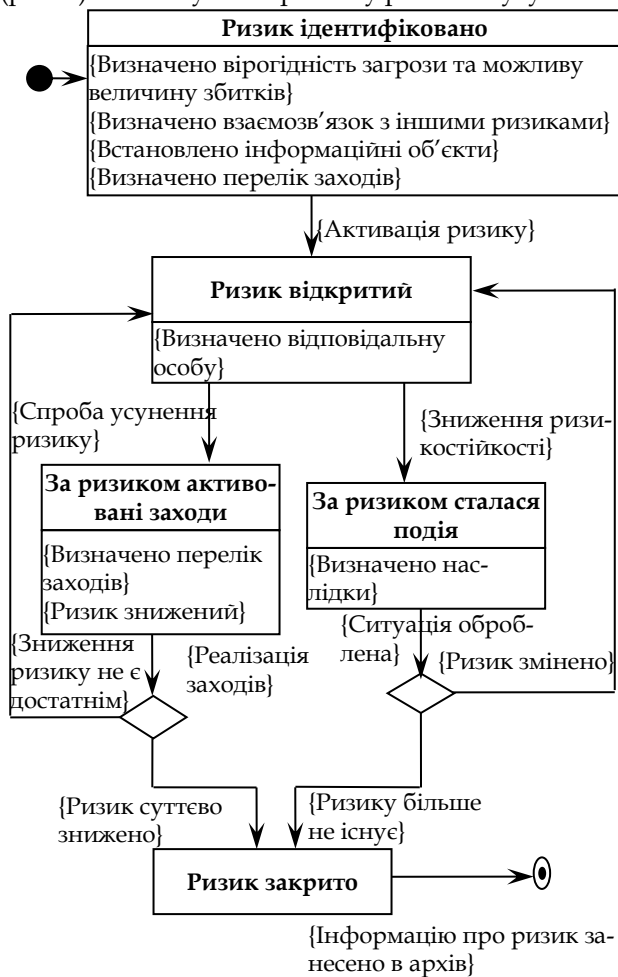 Ризик ідентифіковано
{Визначено вірогідність загрози та можливу
величину збитків}
{Визначено взаємозв’язок з іншими ризиками}
{Встановлено інформаційні об’єкти}
{Визначено перелік заходів}
{Активація ризику}
Ризик відкритий
{Визначено відповідальну
особу}
{Спроба усунення
ризику}
{Зниження ризи-
костійкості}
За ризиком активо-
вані заходи
{Визначено перелік
заходів}
{Ризик знижений}
За ризиком сталася
подія
{Визначено нас-
лідки}
{Зниження
ризику не є
достатнім}
{Реалізація
заходів}
{Ситуація оброб-
лена}
{Ризик змінено}
{Ризик суттєво
знижено}
{Ризику більше
не існує}
Ризик закрито
{Інформацію про ризик за-
несено в архів}